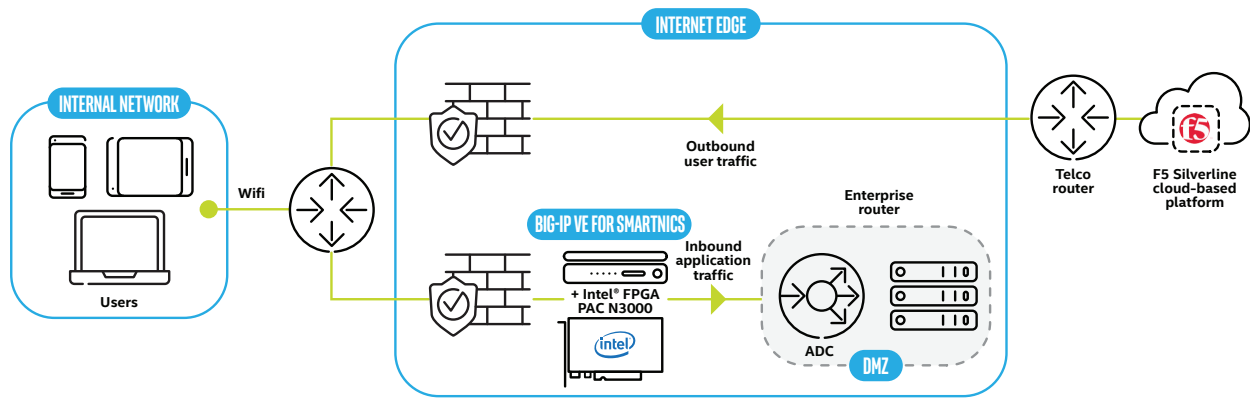 INTERNET EDGE
INTERNAL NETWORK
Users
Wifi
Outbound
user traffic
Telco
router
f5
F5 Silverline
cloud-based
platform
BIG-IP VE FOR SMARTNICS
+ Intel® FPGA
PAC N3000
intel
Inbound
application
traffic
Enterprise
router
ADC
DMZ